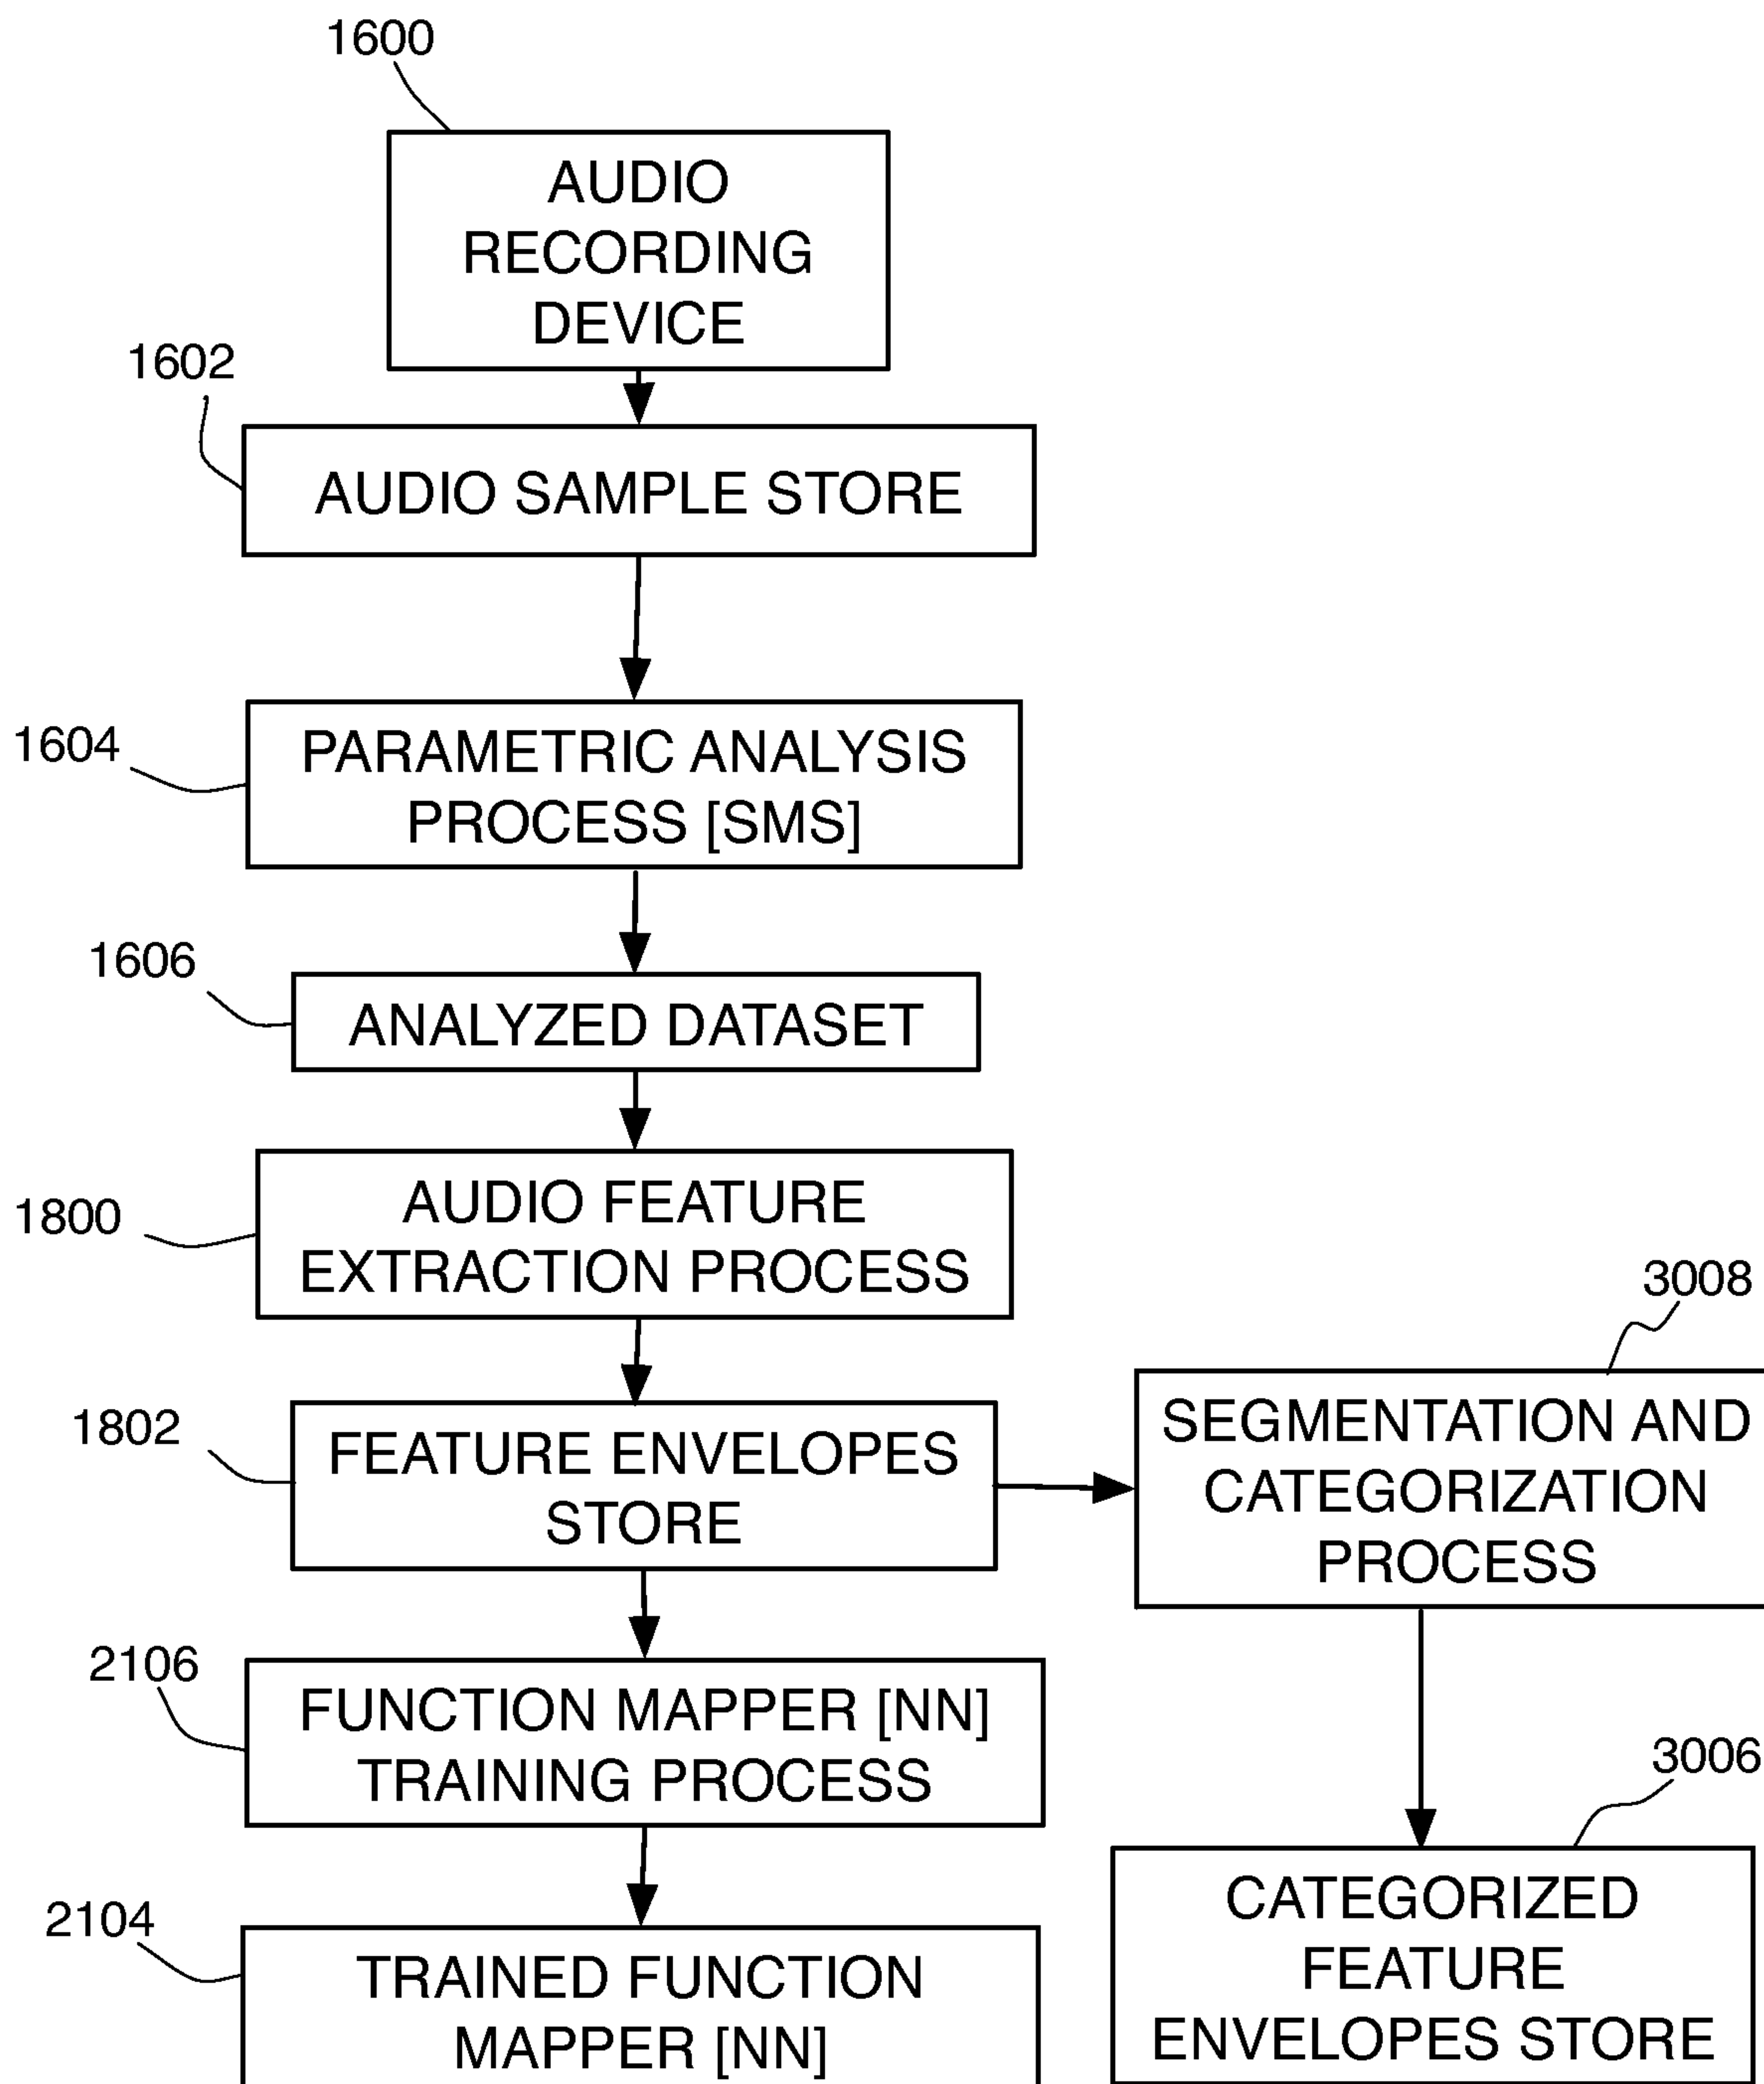 1600
AUDIO
RECORDING
DEVICE
1602
AUDIO SAMPLE STORE
1604
PARAMETRIC ANALYSIS
PROCESS [SMS]
1606
ANALYZED DATASET
1800
AUDIO FEATURE
EXTRACTION PROCESS
1802
FEATURE ENVELOPES
STORE
3008
SEGMENTATION AND
CATEGORIZATION
PROCESS
2106
FUNCTION MAPPER [NN]
TRAINING PROCESS
2104
TRAINED FUNCTION
MAPPER [NN]
3006
CATEGORIZED
FEATURE
ENVELOPES STORE